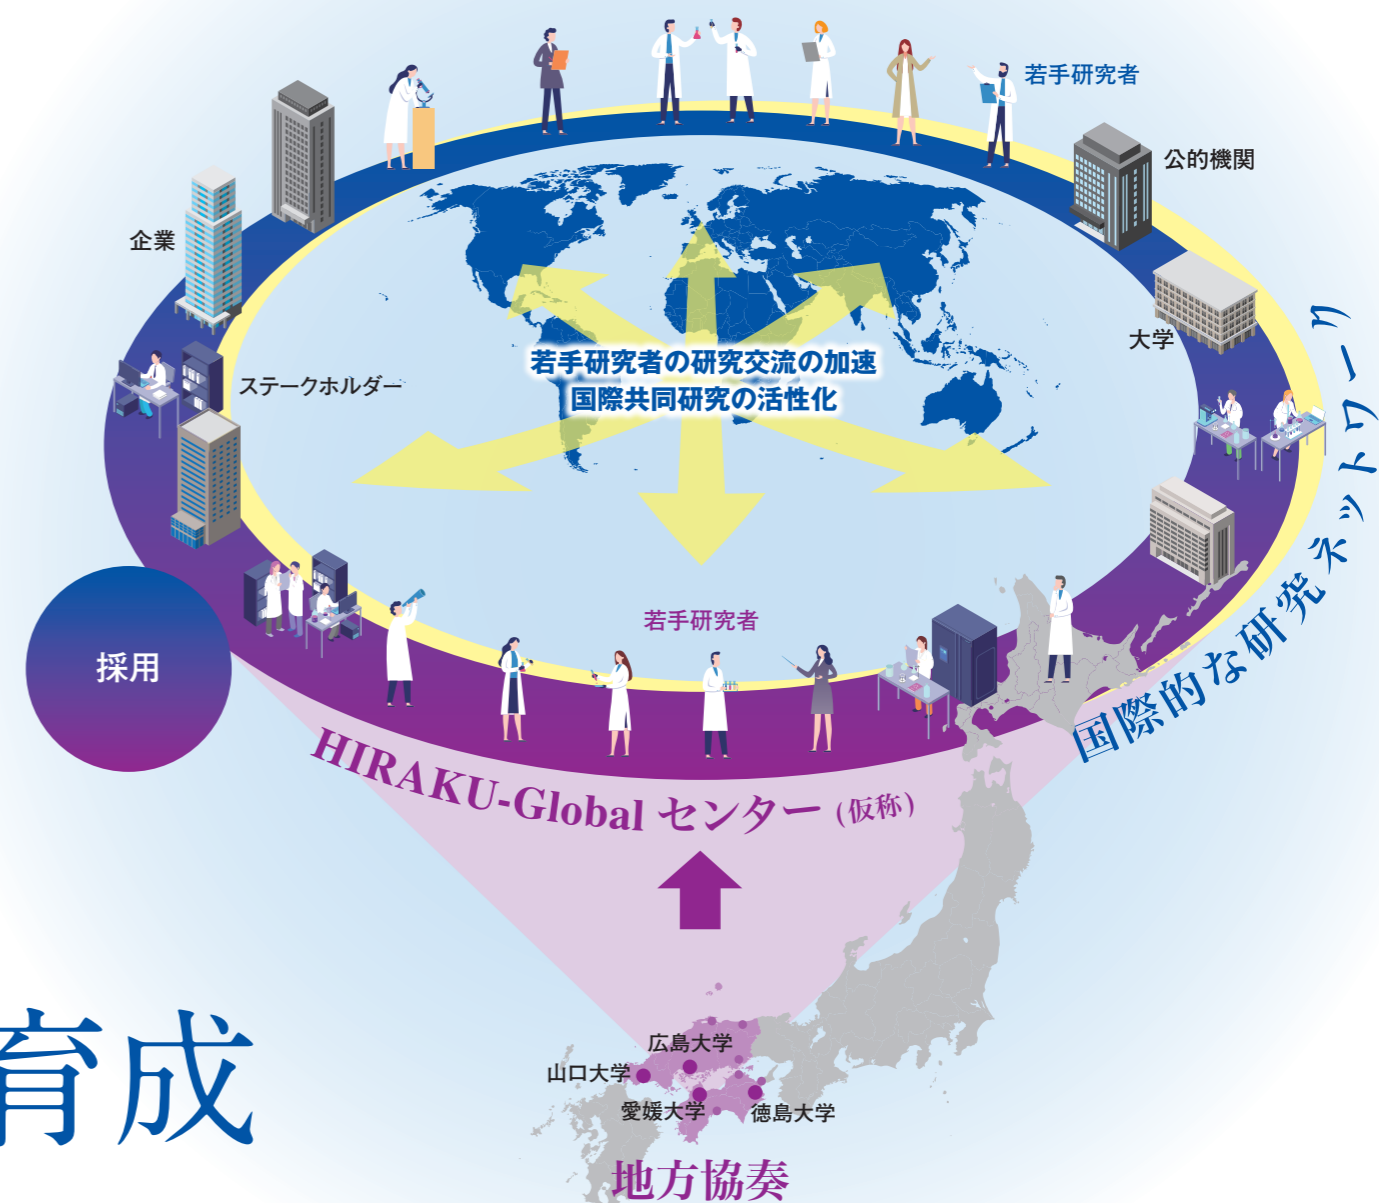 若手研究者
公的機関
企業
大学
若手研究者の研究交流の加速
国際共同研究の活性化
ステークホルダー
国際的な研究ネットワーク
若手研究者
採用
HIRAKU-Global センター (仮称)
育成
広島大学
山口大学
愛媛大学
徳島大学
地方協奏